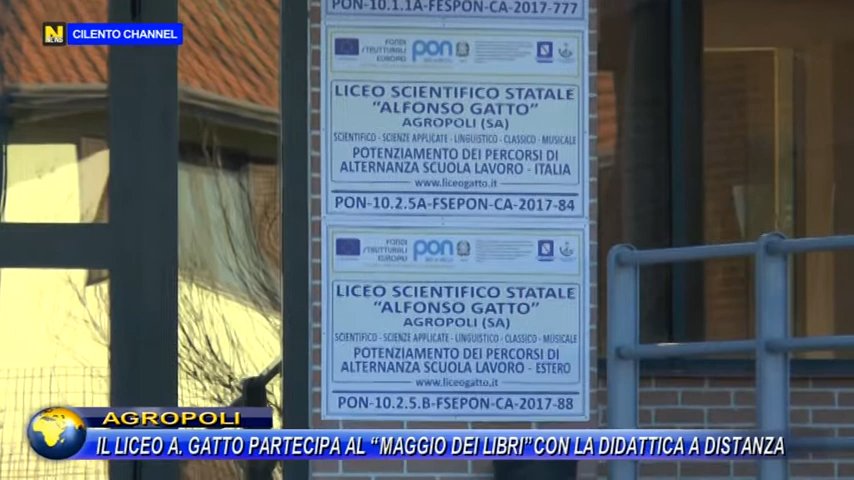 CILENTO CHANNEL
PON-10.1.1A-FESPON-CA-2017-777
FONDI
STRUTTURALI
EUROPEI
pon
LICEO SCIENTIFICO STATALE
"ALFONSO GATTO"
AGROPOLI (SA)
SCIENTIFICO - SCIENZE APPLICATE - LINGUISTICO - CLASSICO - MUSICALE
POTENZIAMENTO DEI PERCORSI DI
ALTERNANZA SCUOLA LAVORO - ITALIA
www.liceogatto.it
PON-10.2.5A-FSEPON-CA-2017-84
FONDI
STRUTTURALI
EUROPEI
pon
LICEO SCIENTIFICO STATALE
"ALFONSO GATTO"
AGROPOLI (SA)
SCIENTIFICO - SCIENZE APPLICATE - LINGUISTICO - CLASSICO - MUSICALE
POTENZIAMENTO DEI PERCORSI DI
ALTERNANZA SCUOLA LAVORO - ESTERO
www.liceogatto.it
PON-10.2.5.B-FSEPON-CA-2017-88
AGROPOLI
IL LICEO A. GATTO PARTECIPA AL "MAGGIO DEI LIBRI"CON LA DIDATTICA A DISTANZA